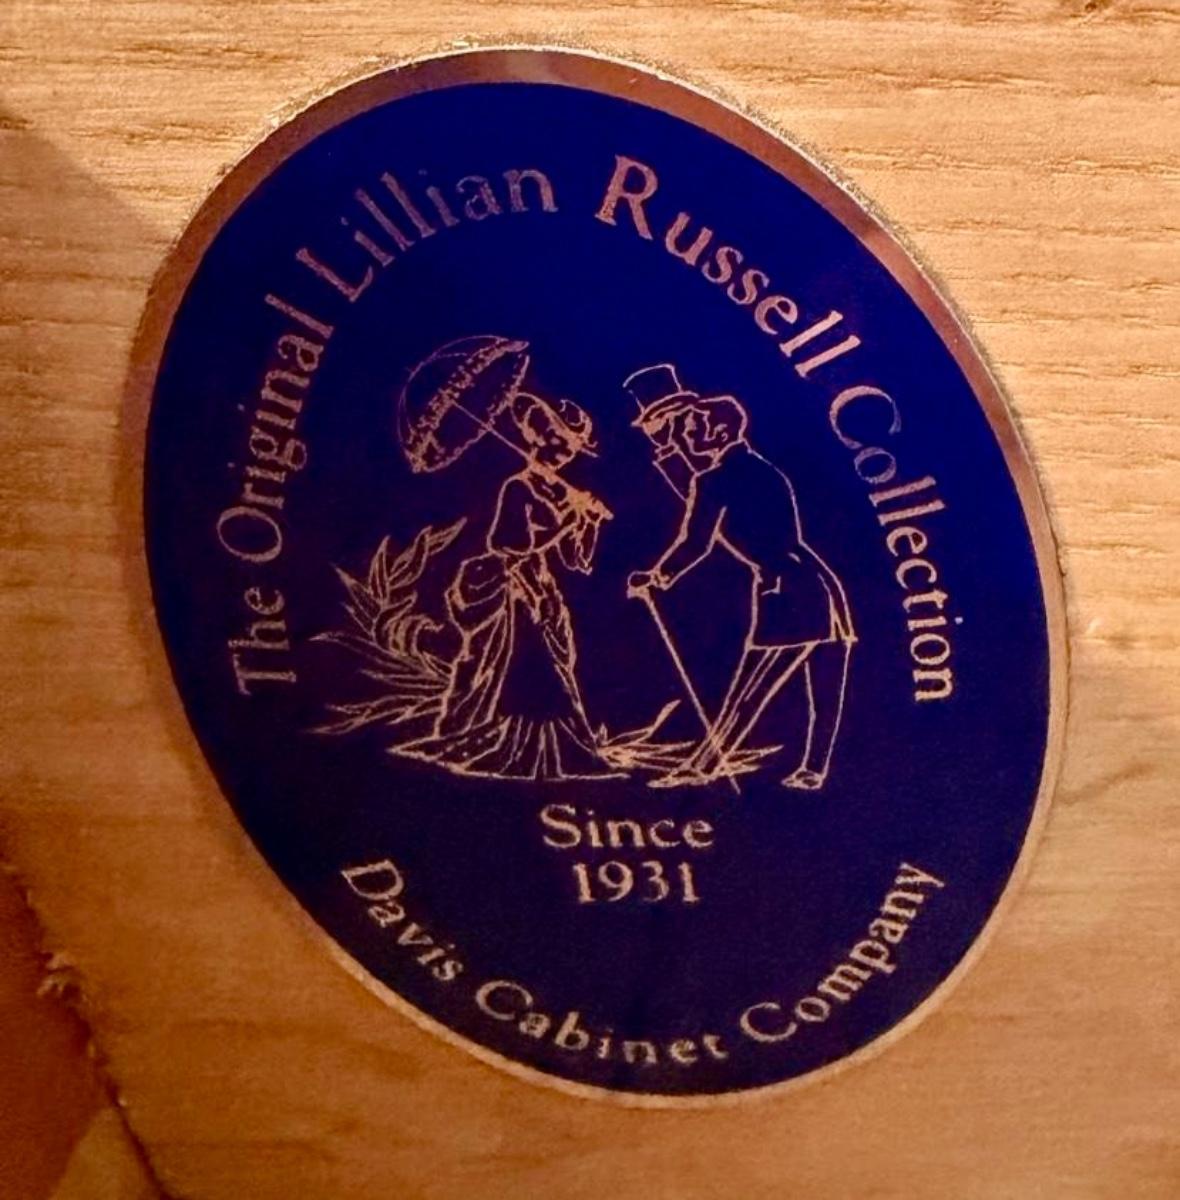 The Original Lillian Russell Collection
Since
1931
Davis Cabinet Company